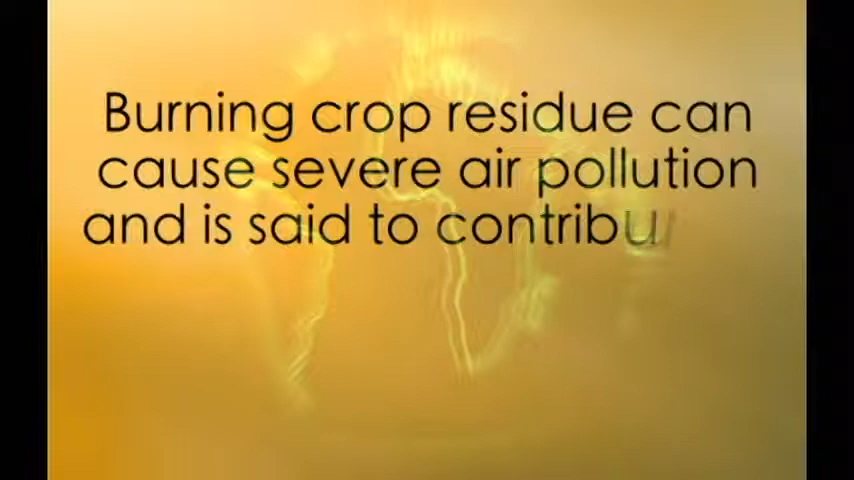 Burning crop residue can
cause severe air pollution
and is said to contribu